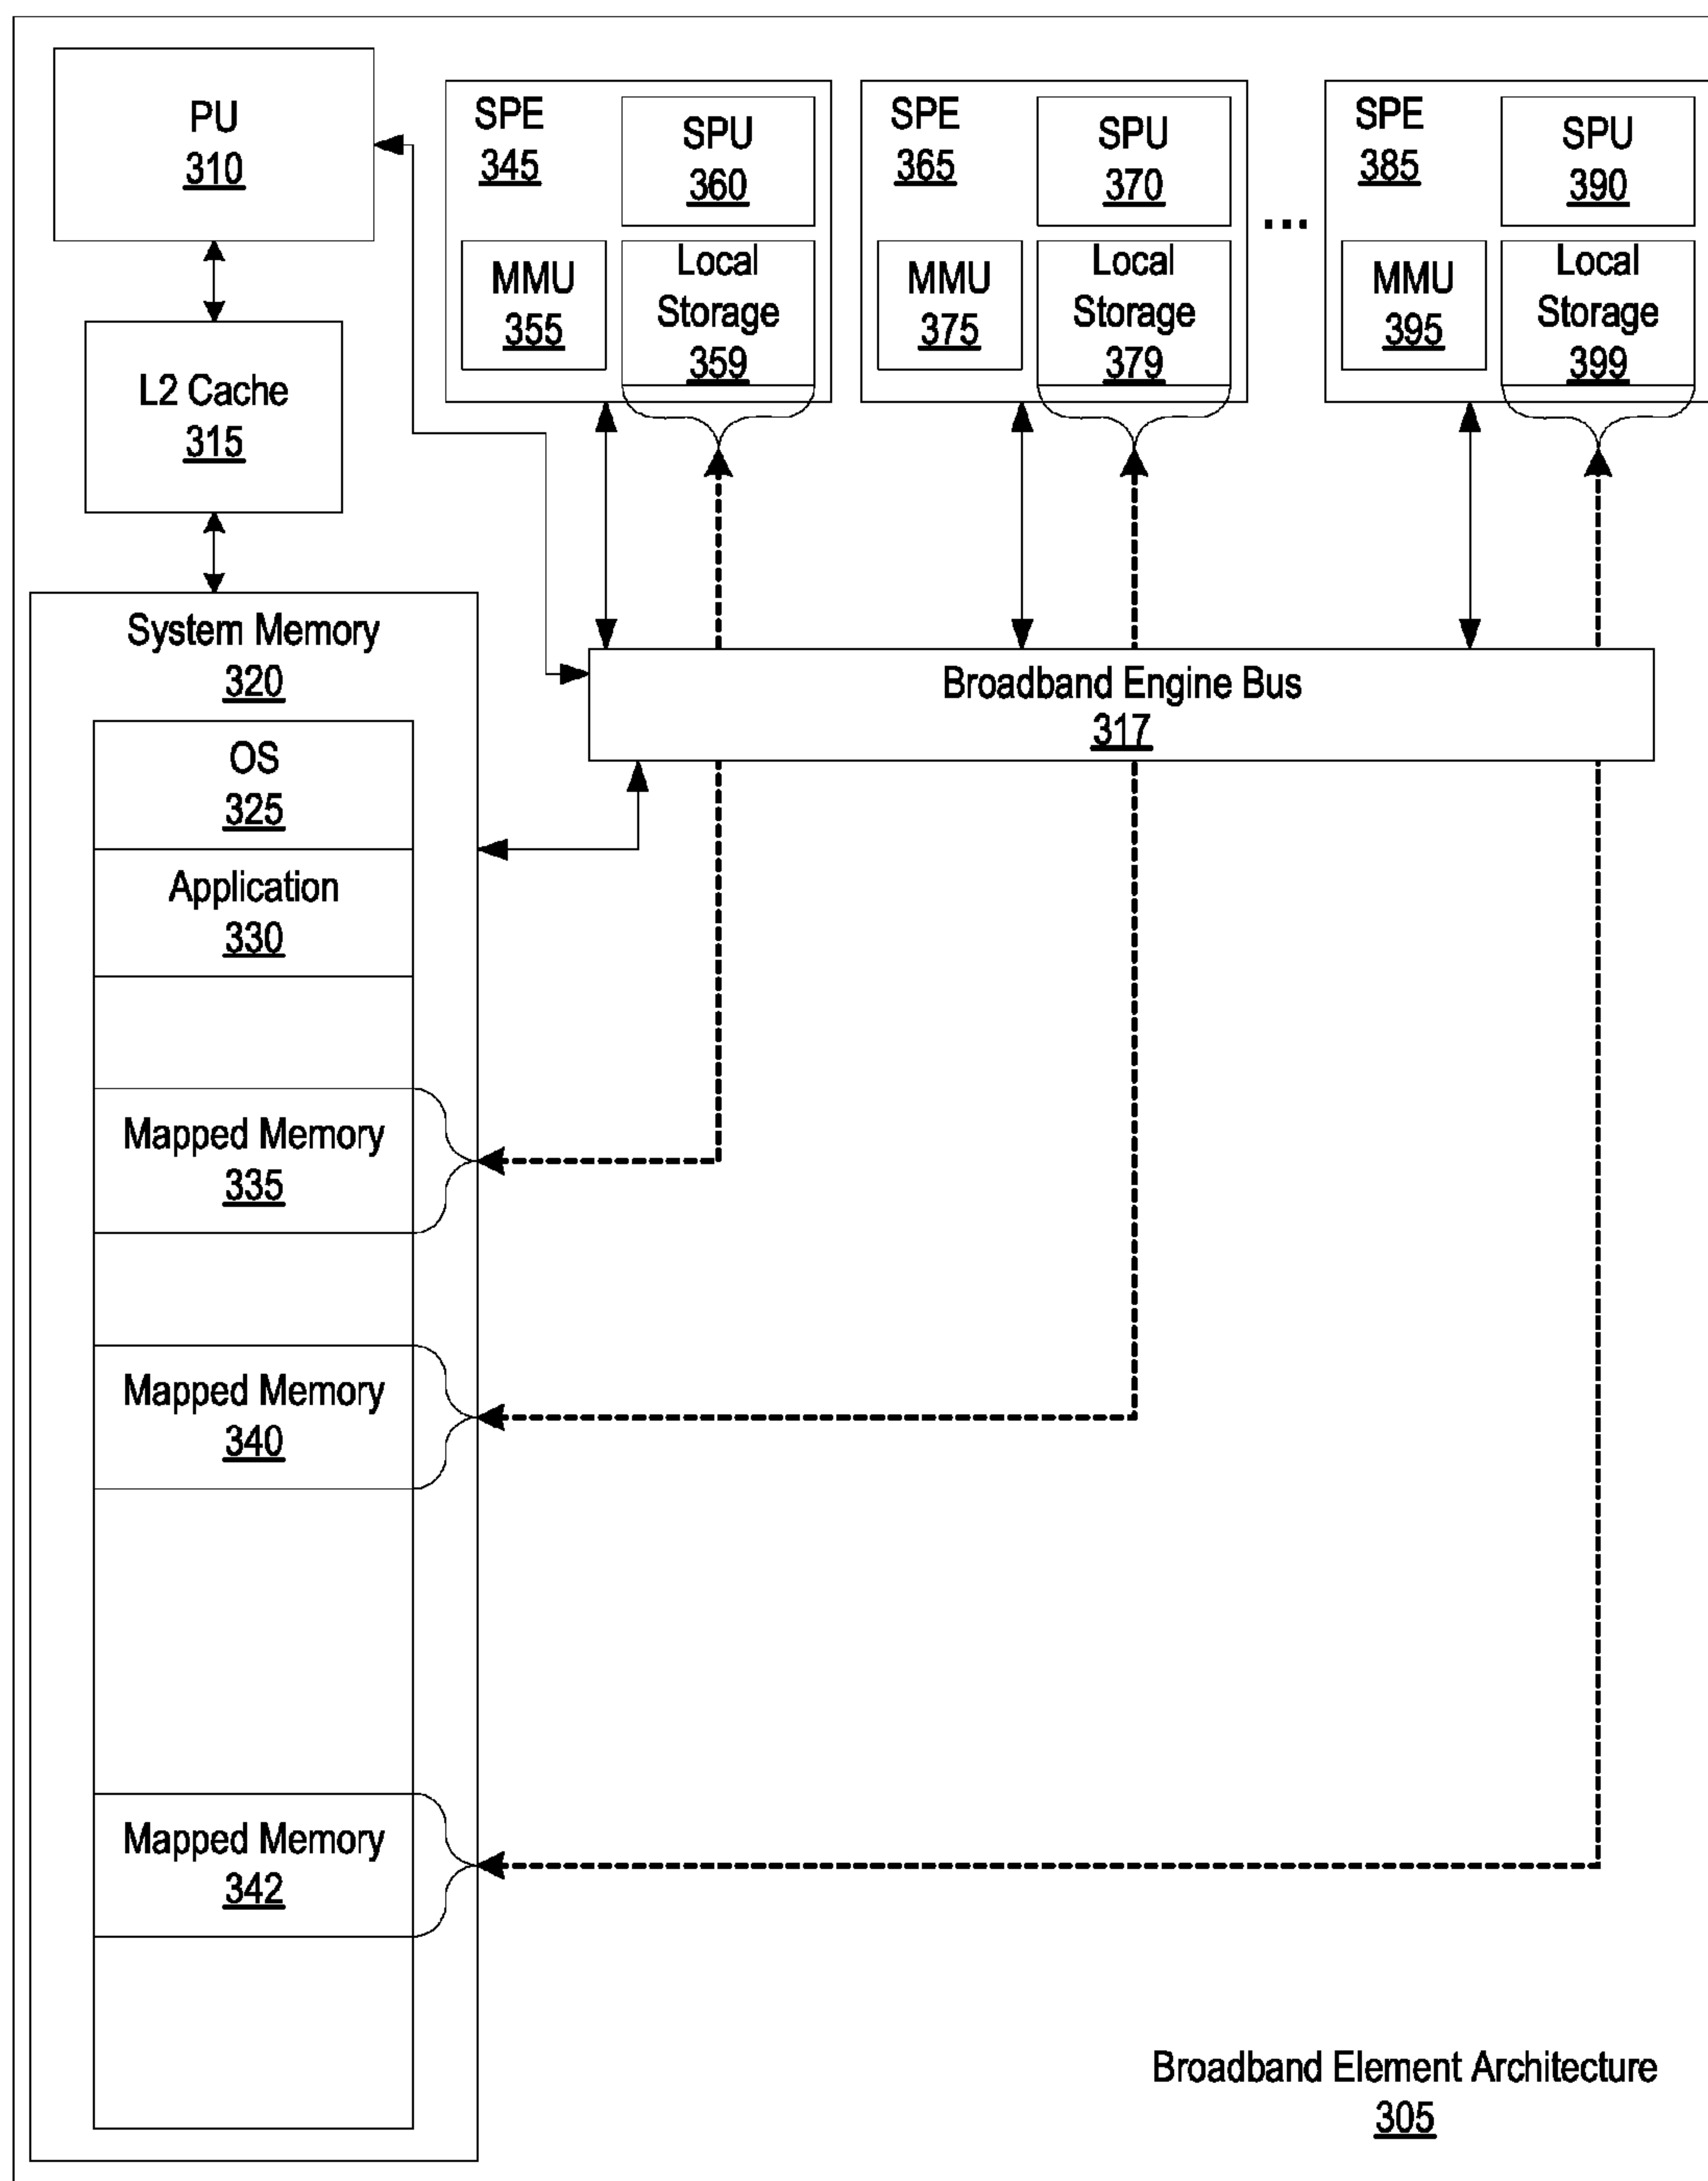 PU
310
SPE
345
SPU
360
MMU
355
Local
Storage
359
SPE
365
SPU
370
MMU
375
Local
Storage
379
...
SPE
385
SPU
390
MMU
395
Local
Storage
399
L2 Cache
315
System Memory
320
Broadband Engine Bus
317
OS
325
Application
330
Mapped Memory
335
Mapped Memory
340
Mapped Memory
342
Broadband Element Architecture
305